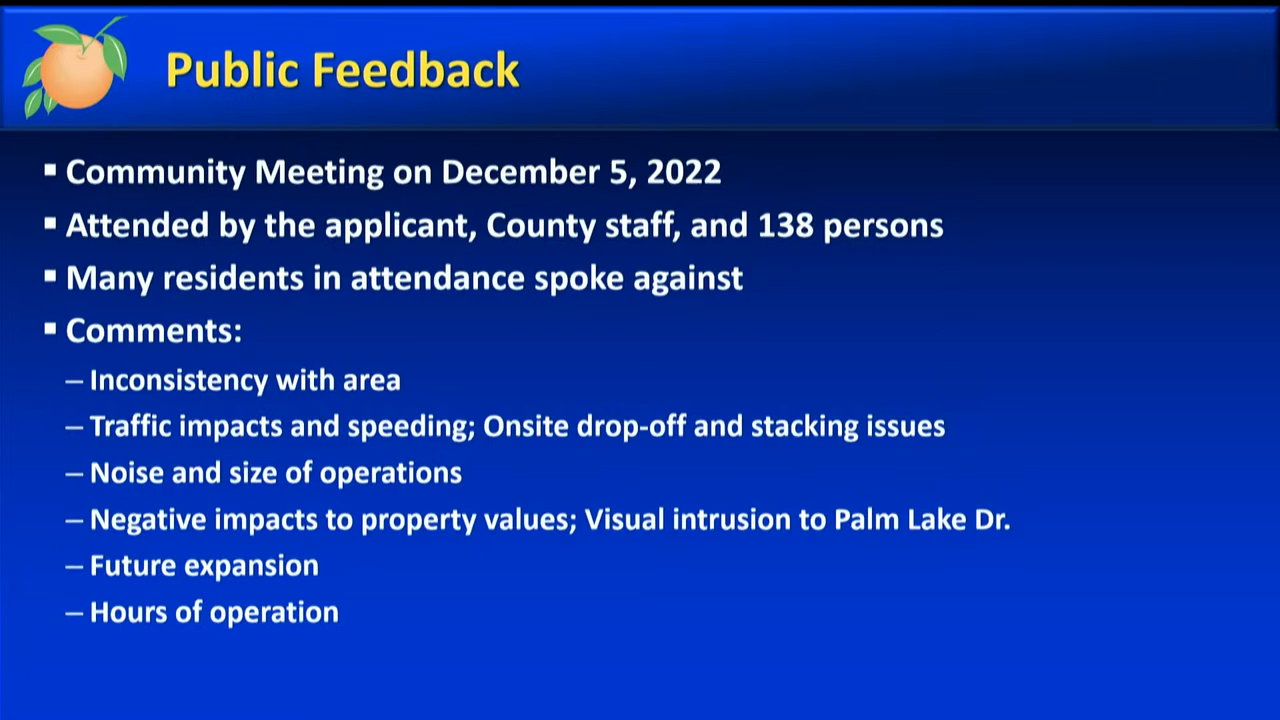 Public Feedback
▪ Community Meeting on December 5, 2022
▪ Attended by the applicant, County staff, and 138 persons
▪ Many residents in attendance spoke against
▪ Comments:
– Inconsistency with area
– Traffic impacts and speeding; Onsite drop-off and stacking issues
– Noise and size of operations
– Negative impacts to property values; Visual intrusion to Palm Lake Dr.
– Future expansion
– Hours of operation